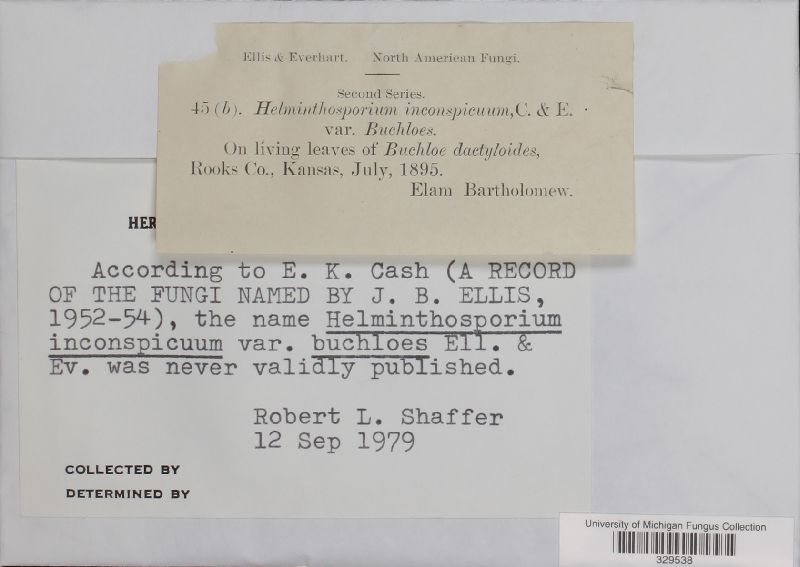 Ellis & Everhart. North American Fungi.
Second Series.
45 (b). Helminthosporium inconspicuum, C. & E.
var. Buchloes.
On living leaves of Buchloe dactyloides,
Rooks Co., Kansas, July, 1895.
Elam Bartholomew.
HER
According to E. K. Cash (A RECORD
OF THE FUNGI NAMED BY J. B. ELLIS,
1952-54), the name Helminthosporium
inconspicuum var. buchloes Ell. &
Ev. was never validly published.
Robert L. Shaffer
12 Sep 1979
COLLECTED BY
DETERMINED BY
University of Michigan Fungus Collection
329538